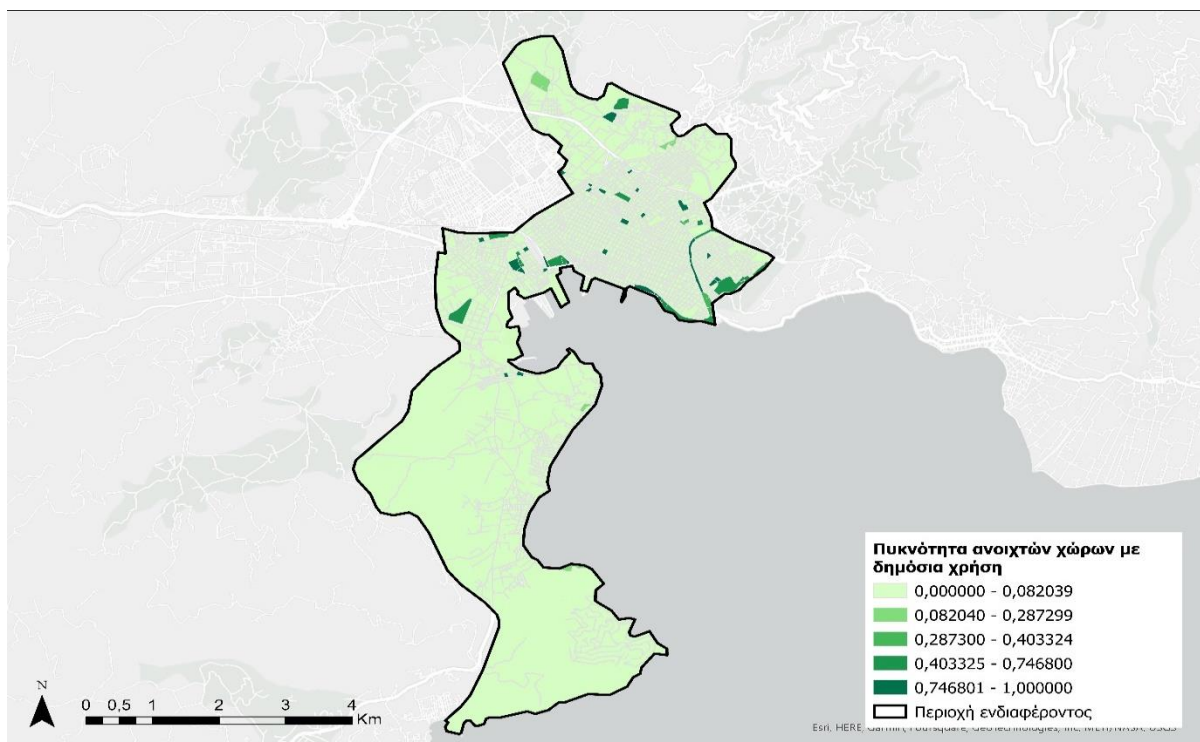 Πυκνότητα ανοιχτών χώρων με
δημόσια χρήση
0,000000 - 0,082039
0,082040 - 0,287299
0,287300 - 0,403324
0,403325 - 0,746800
0,746801 - 1,000000
Περιοχή ενδιαφέροντος
N
0 0,5 1 2 3 4
Km
Esri, HERE, Garmin, Foursquare, GeoTechnologies, Inc, METI/NASA, USGS